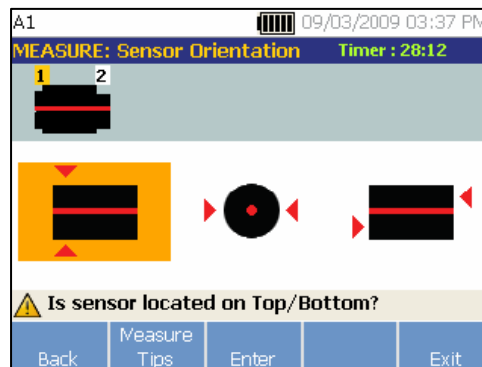 A1 09/03/2009 03:37 PM
MEASURE: Sensor Orientation Timer : 28:12
1 2
Is sensor located on Top/Bottom?
Measure
Back Tips Enter Exit